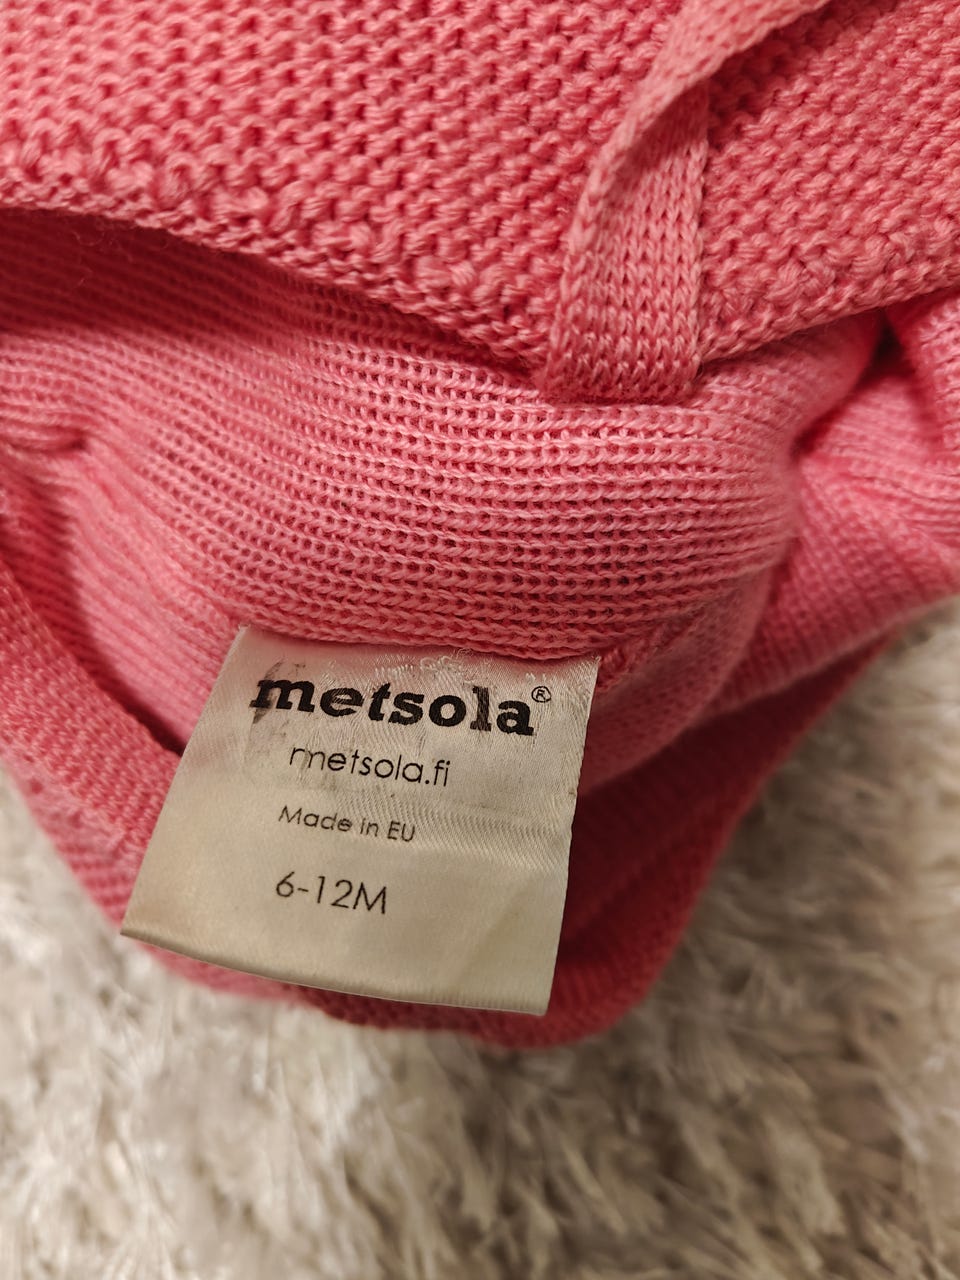 metsola®
metsola.fi
Made in EU
6-12M